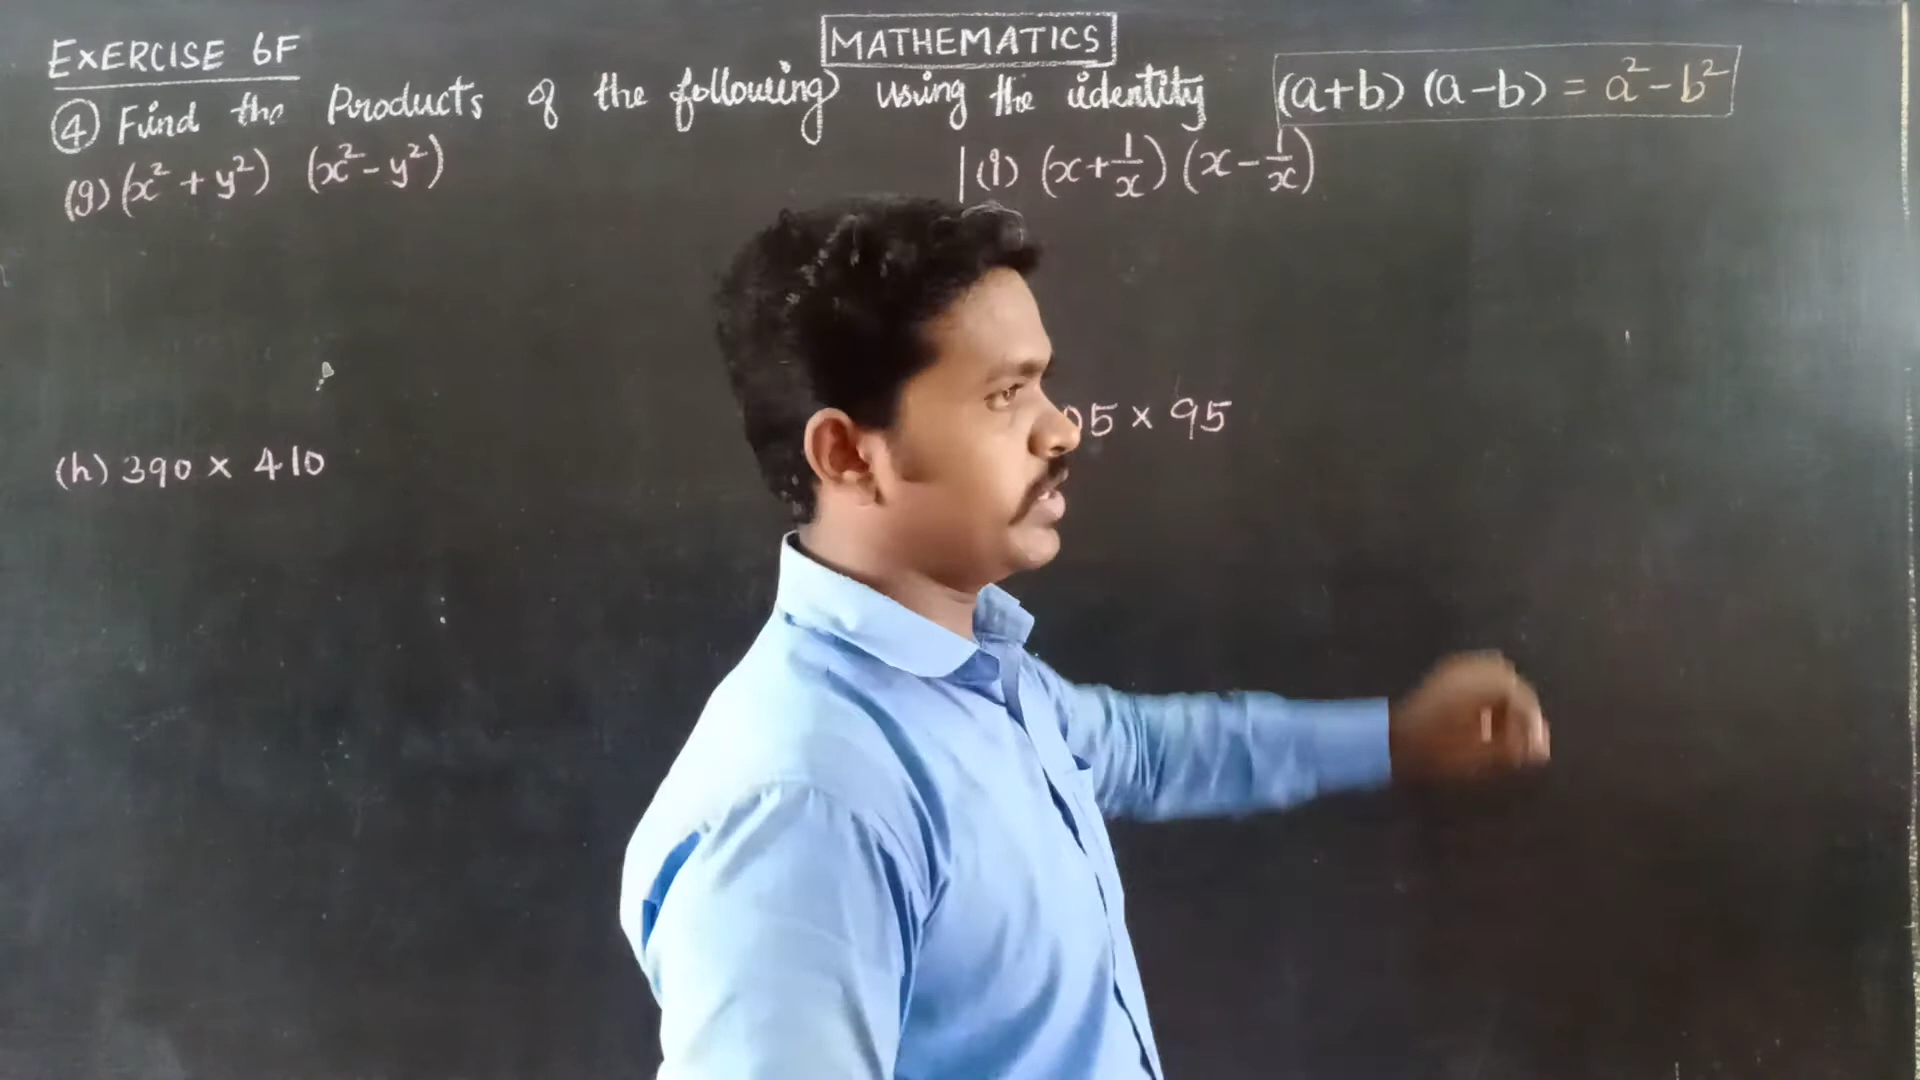 MATHEMATICS
EXERCISE 6F
④ Find the Products of the following using the identity (a+b) (a-b) = a² - b²
(g) (x² + y²) (x² - y²)
(i) (x + 1/x) (x - 1/x)
05 × 95
(h) 390 × 410